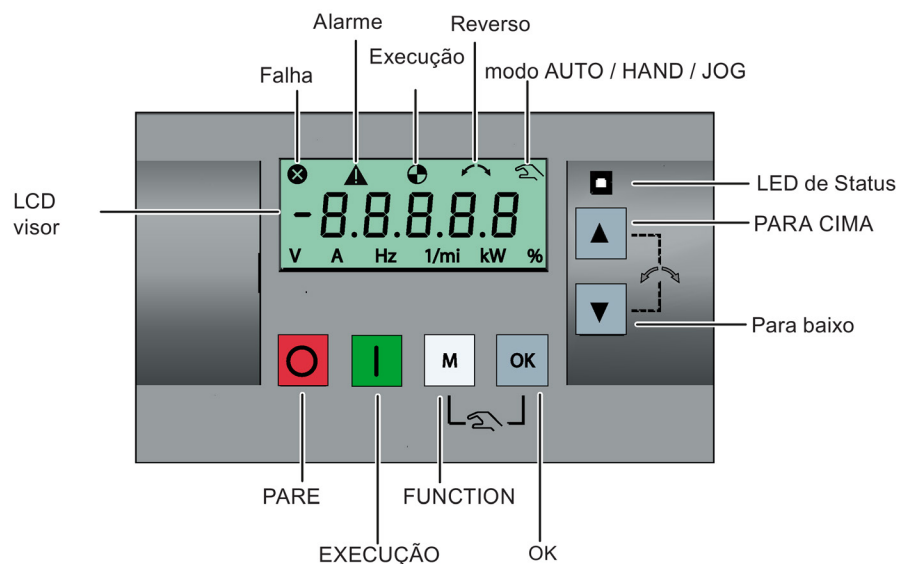 Alarme
Reverso
Execução
Falha
modo AUTO / HAND / JOG
LCD
visor
-8.8.8.8.8
V A Hz 1/mi kW %
LED de Status
PARA CIMA
Para baixo
M OK
PARE
FUNCTION
EXECUÇÃO
OK